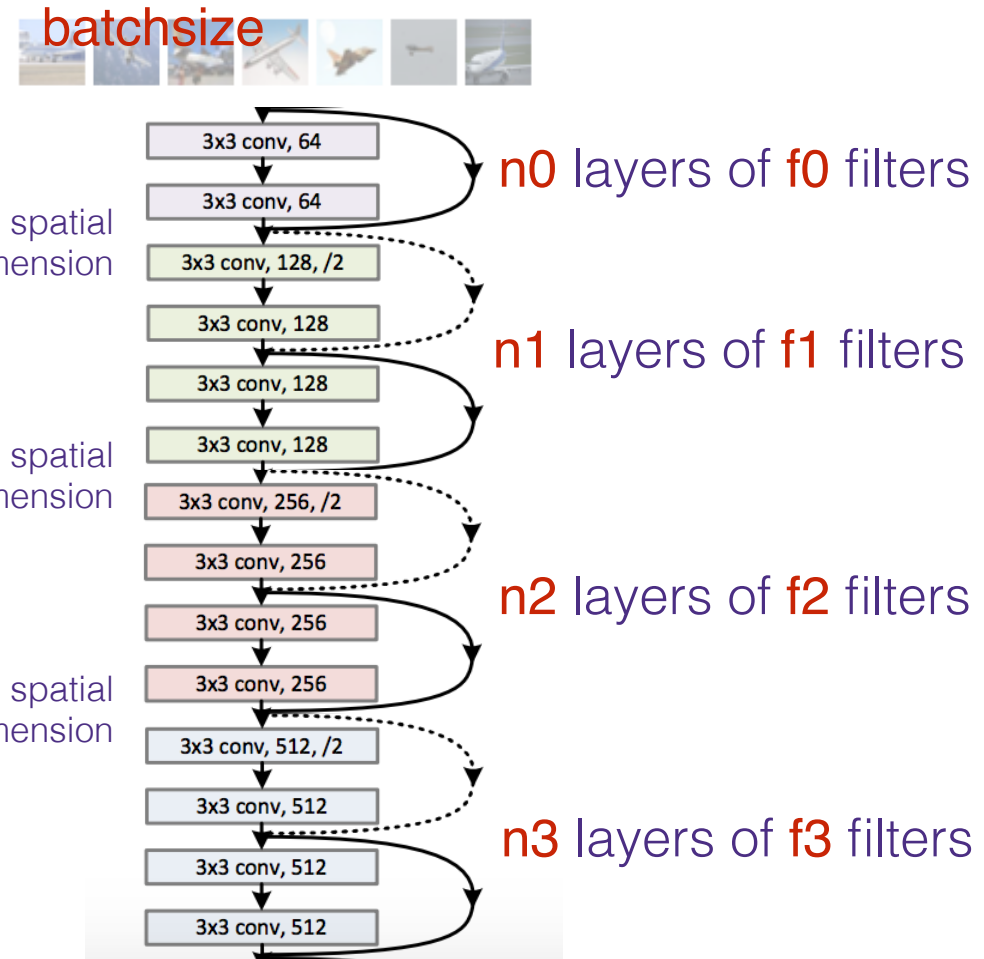 batchsize
3x3 conv, 64
n0 layers of f0 filters
3x3 conv, 64
spatial
mension
3x3 conv, 128, /2
3x3 conv, 128
n1 layers of f1 filters
3x3 conv, 128
3x3 conv, 128
spatial
mension
3x3 conv, 256, /2
3x3 conv, 256
n2 layers of f2 filters
3x3 conv, 256
3x3 conv, 256
spatial
mension
3x3 conv, 512, /2
3x3 conv, 512
n3 layers of f3 filters
3x3 conv, 512
3x3 conv, 512